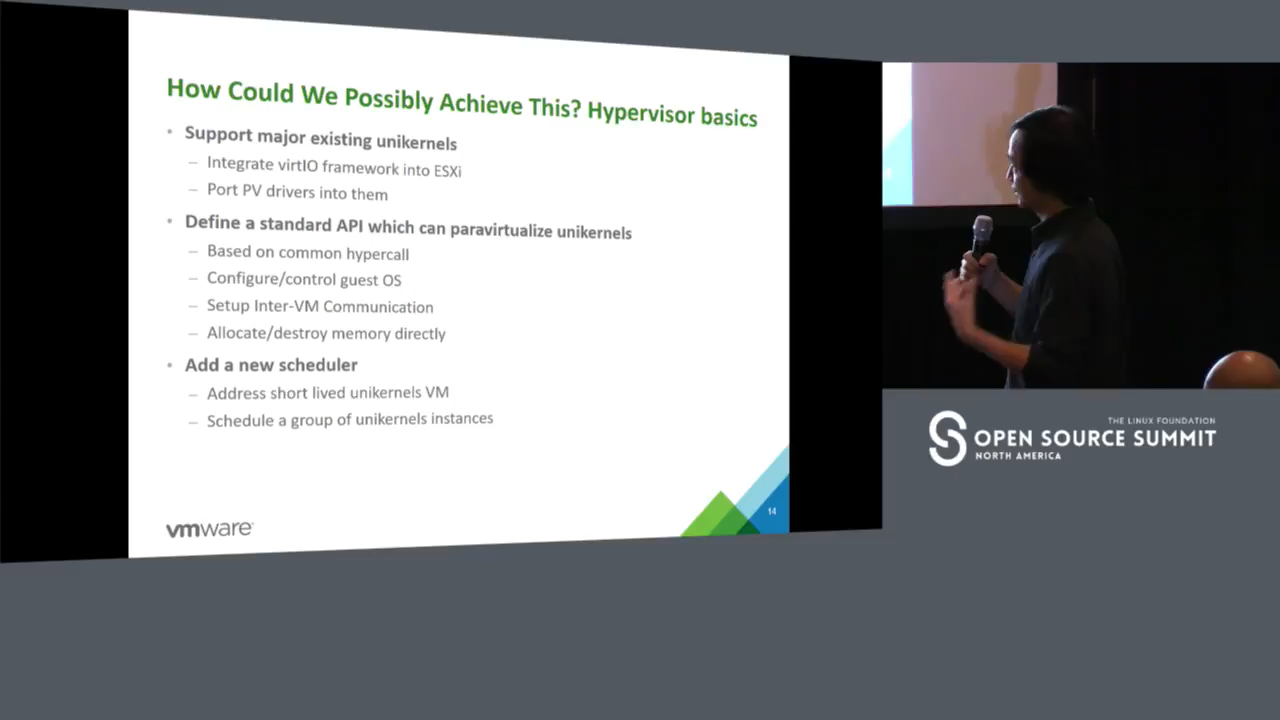 How Could We Possibly Achieve This? Hypervisor basics
• Support major existing unikernels
– Integrate virtIO framework into ESXi
– Port PV drivers into them
• Define a standard API which can paravirtualize unikernels
– Based on common hypercall
– Configure/control guest OS
– Setup Inter-VM Communication
– Allocate/destroy memory directly
• Add a new scheduler
– Address short lived unikernels VM
– Schedule a group of unikernels instances
vmware
14
THE LINUX FOUNDATION
OPEN SOURCE SUMMIT
NORTH AMERICA